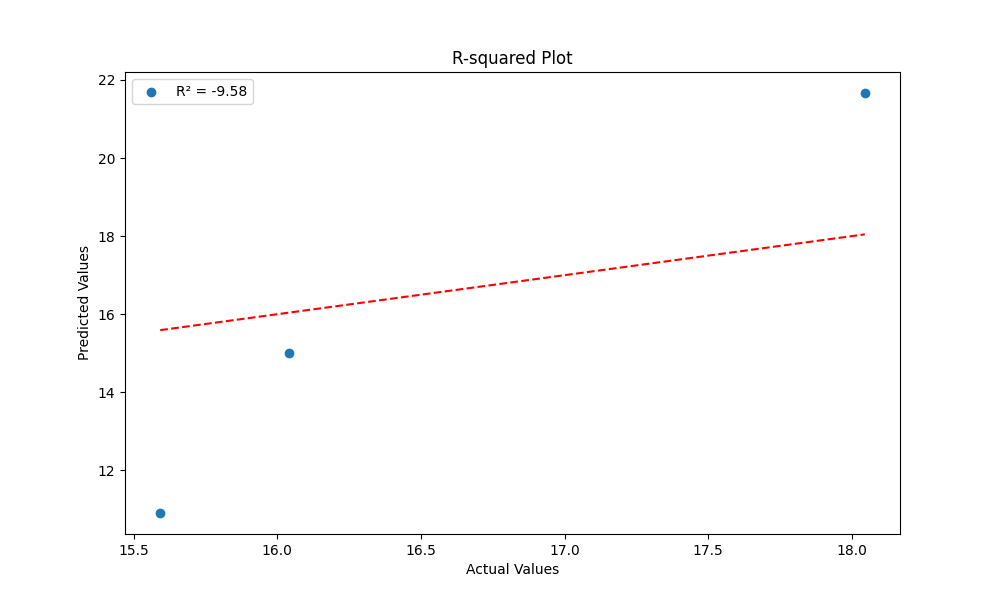 R-squared Plot
R² = -9.58
22
20
18
16
14
12
Predicted Values
15.5 16.0 16.5 17.0 17.5 18.0
Actual Values